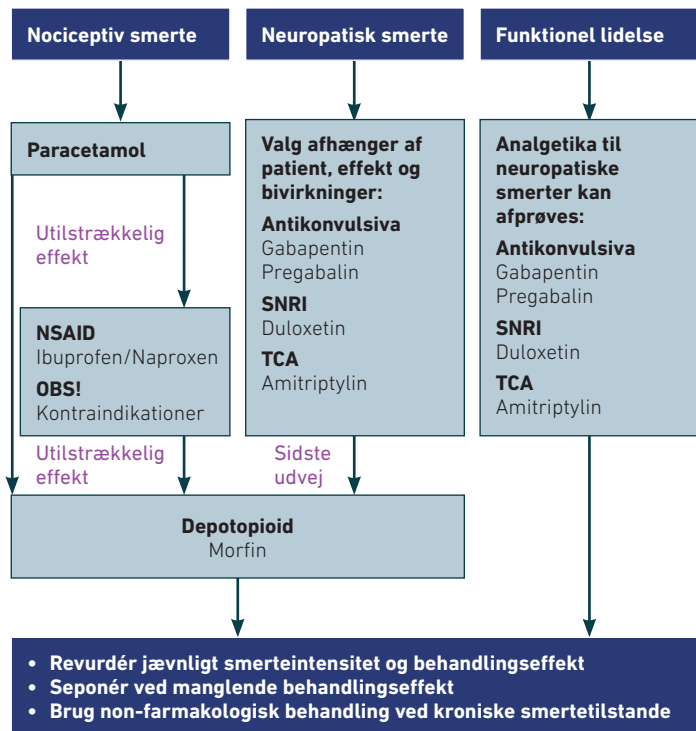 Nociceptiv smerte
Neuropatisk smerte
Funktionel lidelse
Paracetamol
Utilstrækkelig
effekt
NSAID
Ibuprofen/Naproxen
OBS!
Kontraindikationer
Utilstrækkelig
effekt
Valg afhænger af
patient, effekt og
bivirkninger:
Antikonvulsiva
Gabapentin
Pregabalin
SNRI
Duloxetin
TCA
Amitriptylin
Sidste
udvej
Analgetika til
neuropatiske
smerter kan
afprøves:
Antikonvulsiva
Gabapentin
Pregabalin
SNRI
Duloxetin
TCA
Amitriptylin
Depotopioid
Morfin
• Revurdér jævnligt smerteintensitet og behandlingseffekt
• Seponér ved manglende behandlingseffekt
• Brug non-farmakologisk behandling ved kroniske smertetilstande